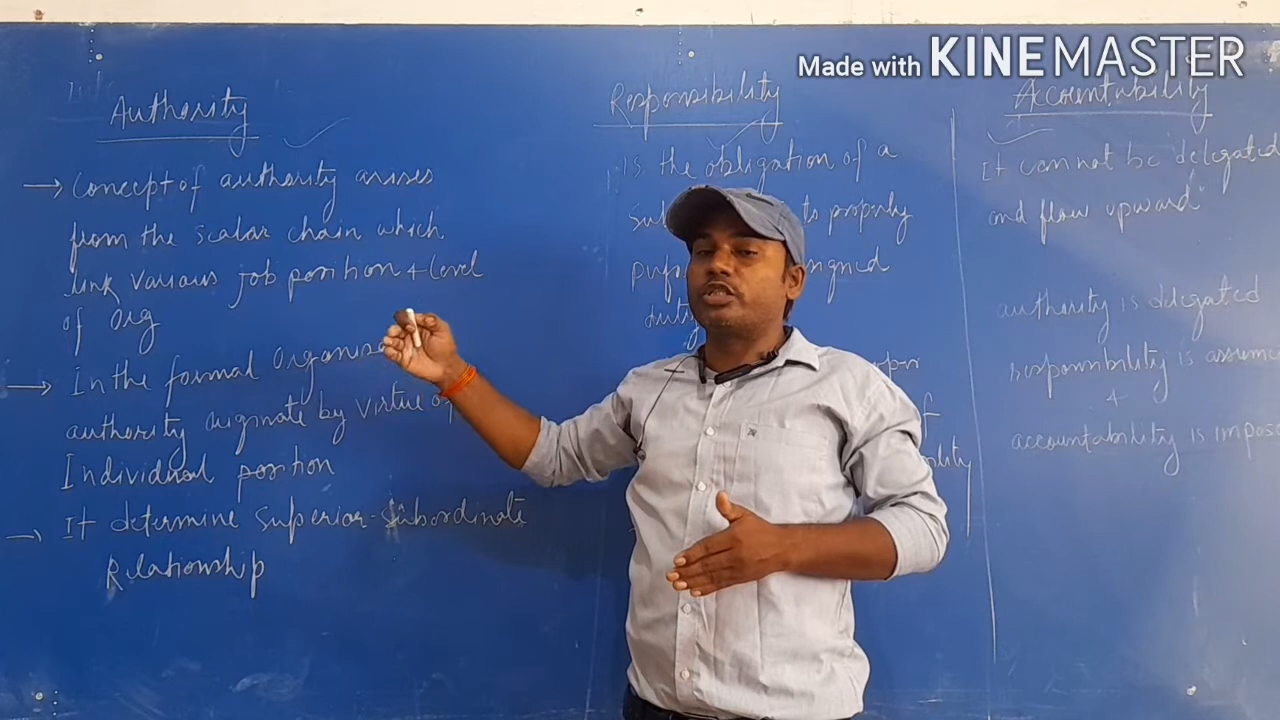 Made with KINEMASTER
Authority
→ Concept of authority arises
from the scalar chain which
link various job position + level
of org
→ In the formal organisa
authority orignate by virtue of
Individual position
→ It determine superior-subordinate
Relationship
Responsibility
is the obligation of a
to properly
signed
duty
Accountability
It cannot be delegated
and flow upward
authority is delegated
responsibility is assume
+
accountability is impos